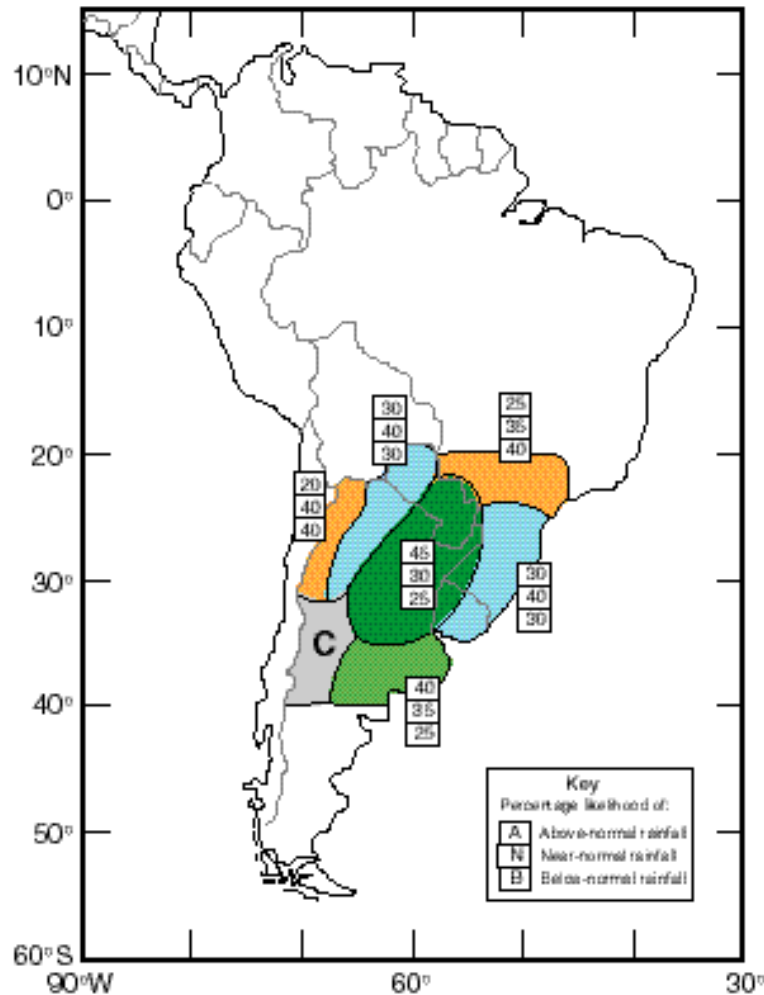 10°N
0°
10°
20°
30°
40°
50°
60°S
90°W
60°
30°
30
40
30
25
35
40
20
40
40
45
30
25
30
40
30
C
40
35
25
Key
Percentage likelihood of:
A Above-normal rainfall
N Near-normal rainfall
B Below-normal rainfall